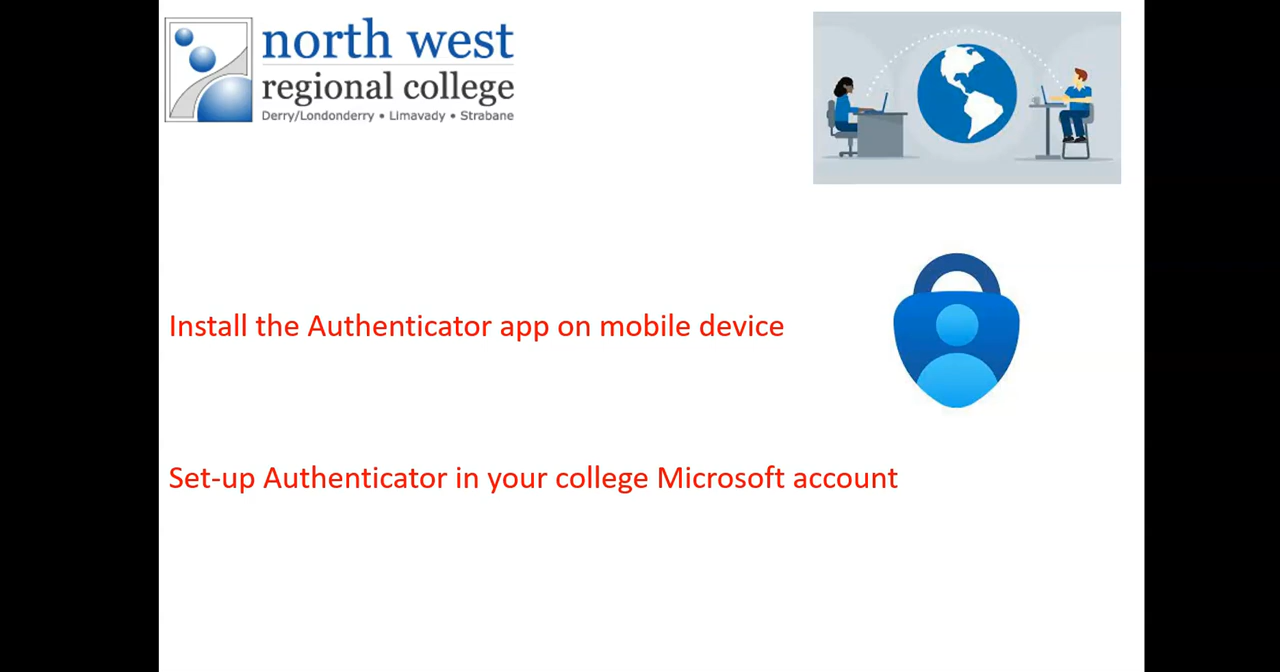 north west
regional college
Derry/Londonderry • Limavady • Strabane
Install the Authenticator app on mobile device
Set-up Authenticator in your college Microsoft account